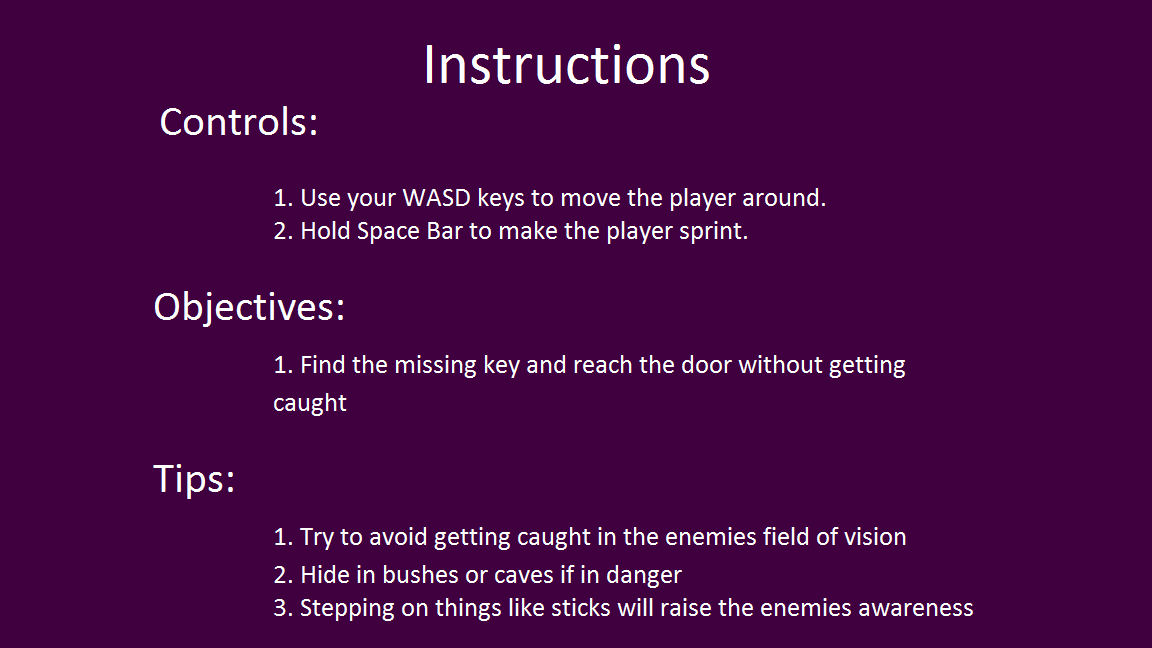 Instructions
Controls:
1. Use your WASD keys to move the player around.
2. Hold Space Bar to make the player sprint.
Objectives:
1. Find the missing key and reach the door without getting
caught
Tips:
1. Try to avoid getting caught in the enemies field of vision
2. Hide in bushes or caves if in danger
3. Stepping on things like sticks will raise the enemies awareness